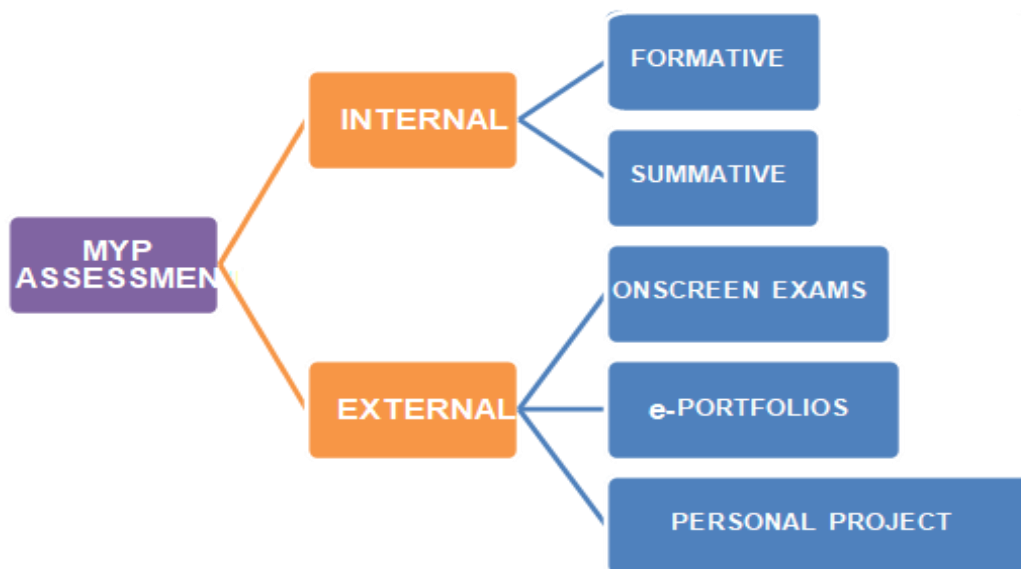 MYP
ASSESSMEN
INTERNAL
FORMATIVE
SUMMATIVE
EXTERNAL
ONSCREEN EXAMS
e-PORTFOLIOS
PERSONAL PROJECT